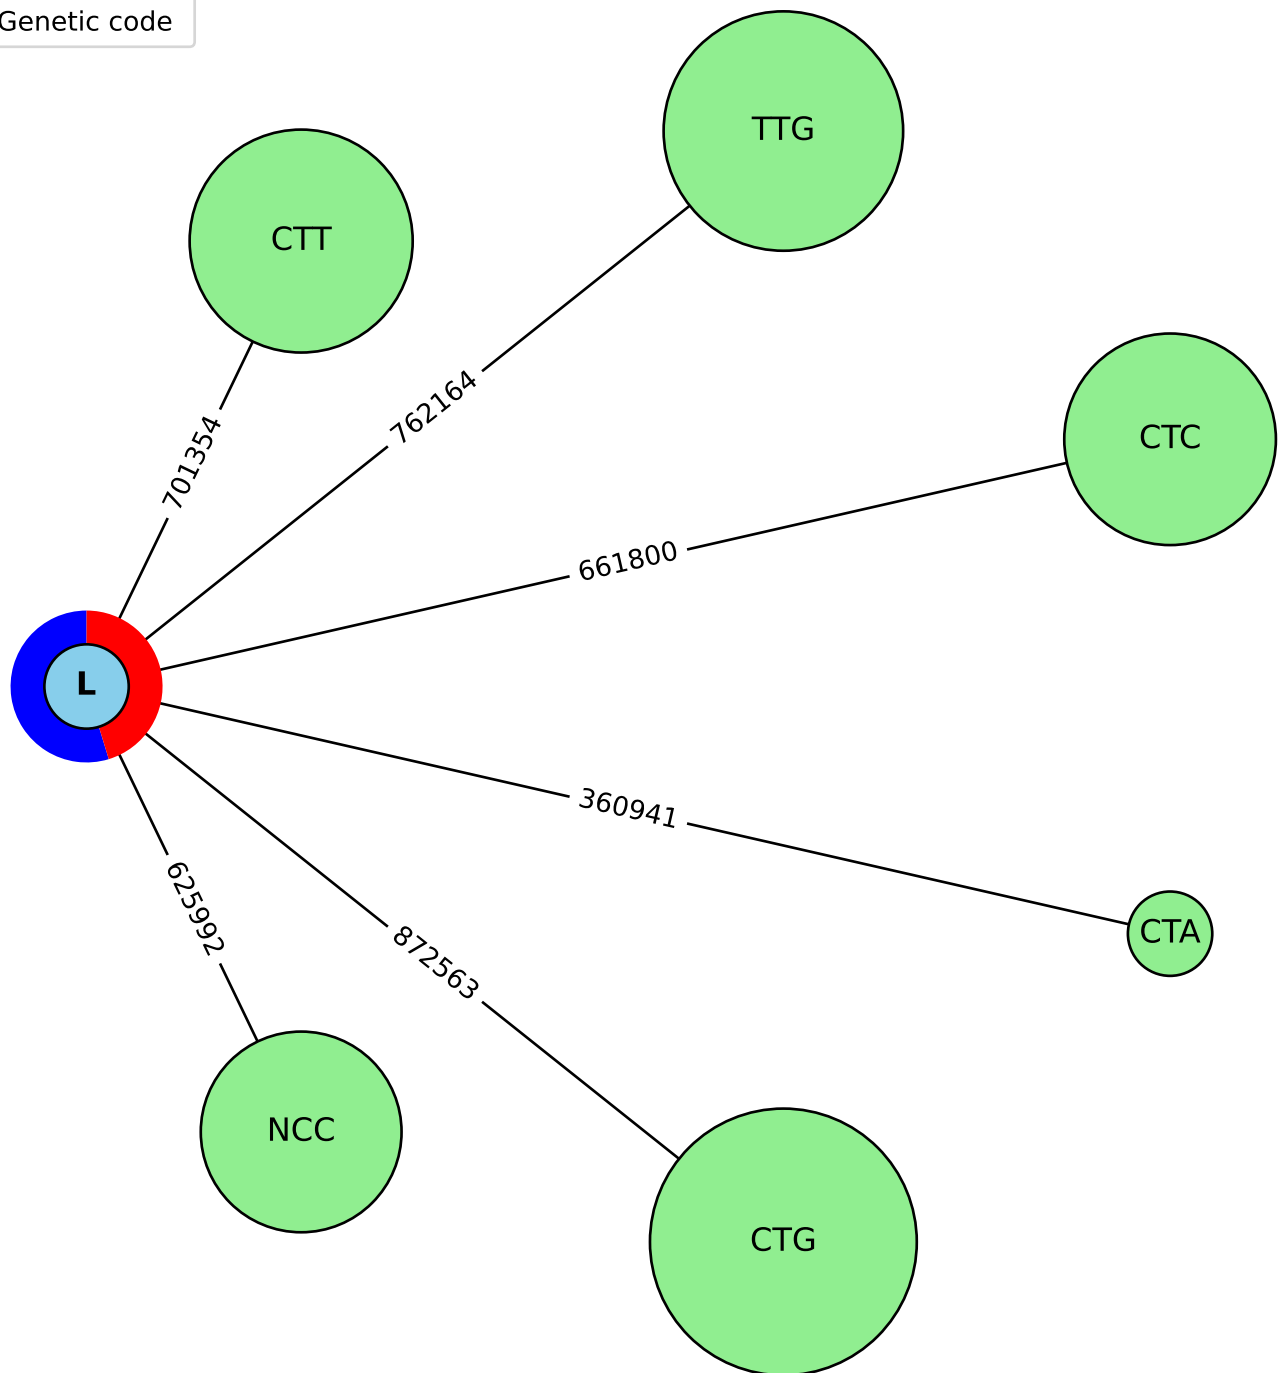 Genetic code
TTG
CTT
762164
CTC
701354
661800
L
360941
625992
872563
CTA
NCC
CTG